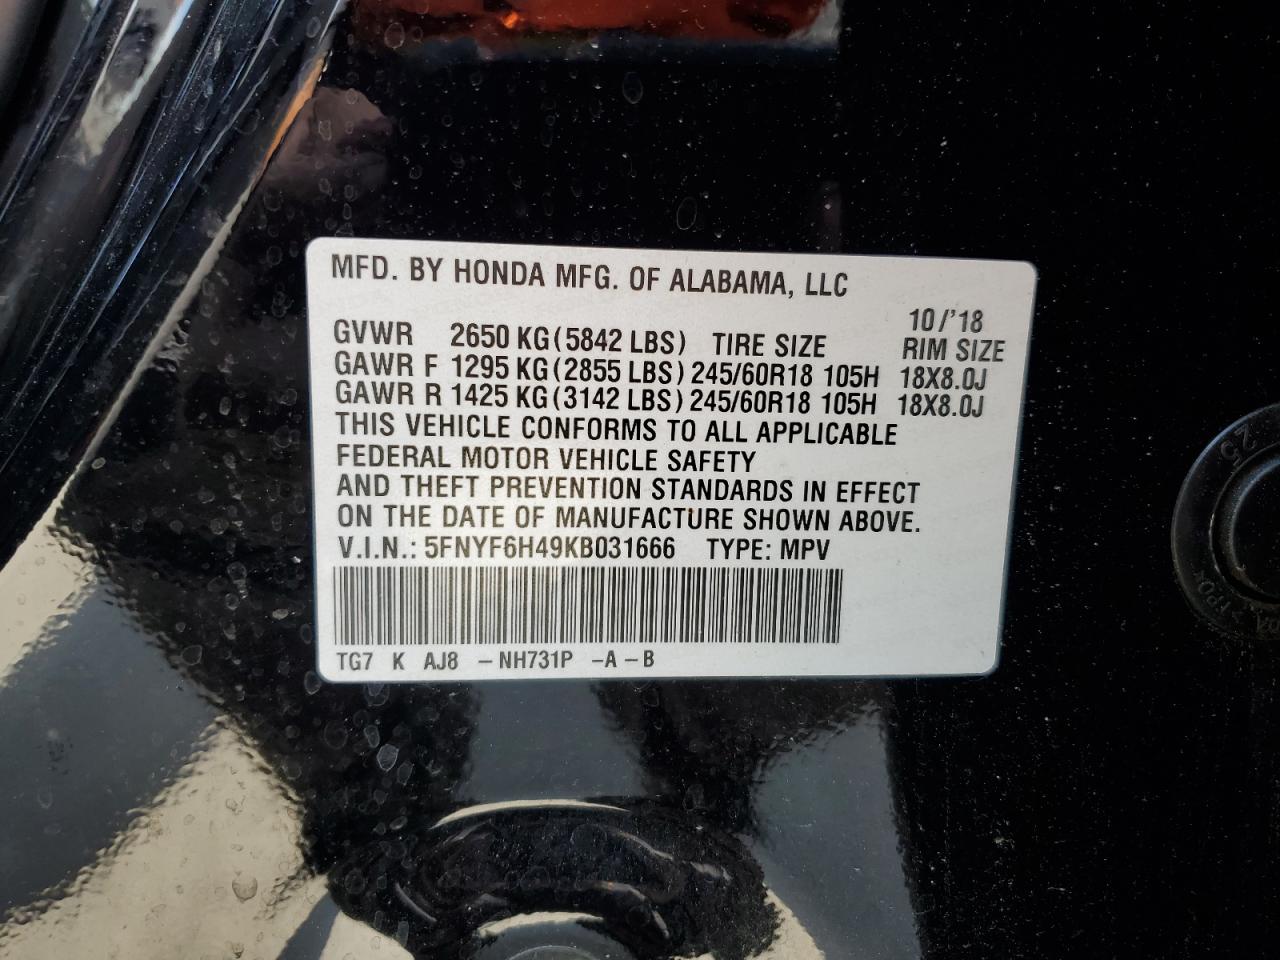 MFD. BY HONDA MFG. OF ALABAMA, LLC
10/'18
GVWR 2650 KG(5842 LBS) TIRE SIZE RIM SIZE
GAWR F 1295 KG(2855 LBS) 245/60R18 105H 18X8.0J
GAWR R 1425 KG(3142 LBS) 245/60R18 105H 18X8.0J
THIS VEHICLE CONFORMS TO ALL APPLICABLE
FEDERAL MOTOR VEHICLE SAFETY
AND THEFT PREVENTION STANDARDS IN EFFECT
ON THE DATE OF MANUFACTURE SHOWN ABOVE.
V.I.N.: 5FNYF6H49KB031666 TYPE: MPV
TG7 K AJ8 -NH731P -A-B
25